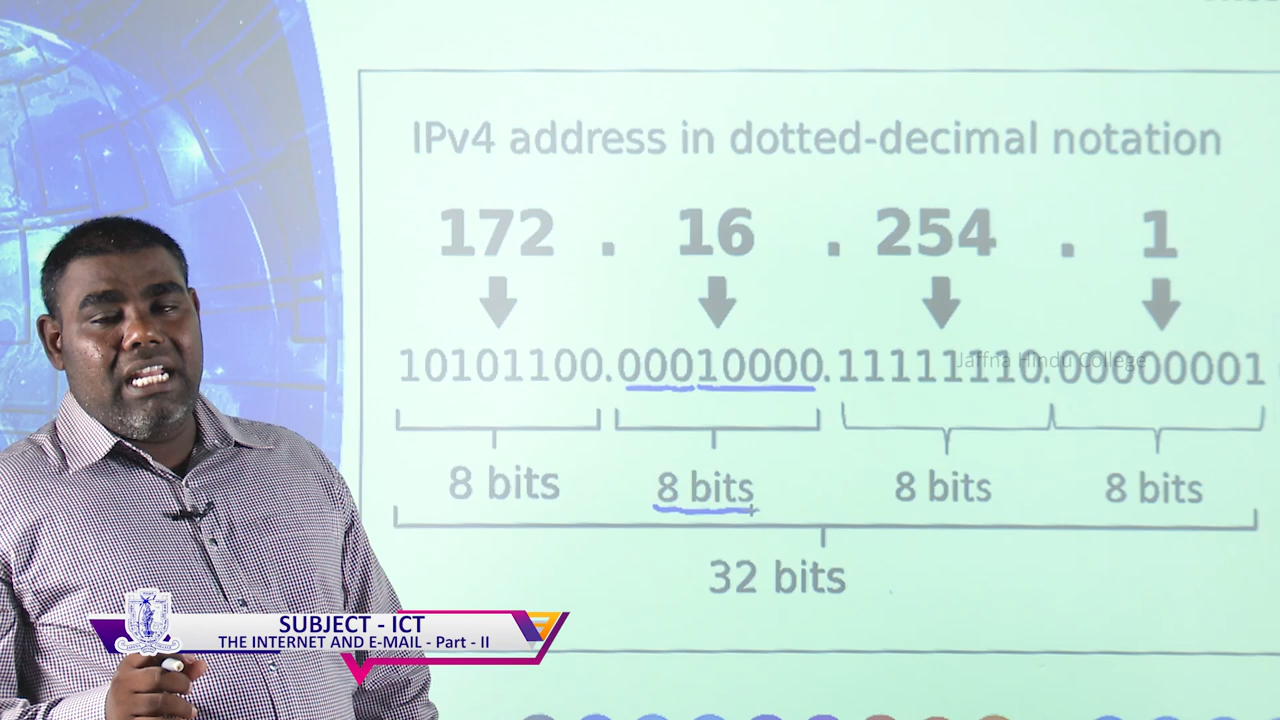 IPv4 address in dotted-decimal notation
172 . 16 . 254 . 1
10101100.00010000.11111110.00000001
Jaffna Hindu College
8 bits 8 bits 8 bits 8 bits
32 bits
SUBJECT - ICT
THE INTERNET AND E-MAIL - Part - II